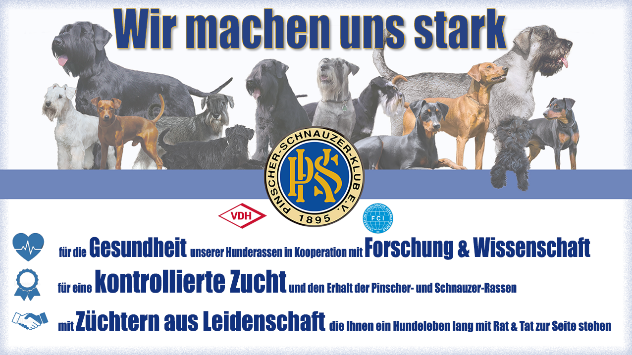 Wir machen uns stark
PINSCHER-SCHNAUZER-KLUB E.V.
PSK
1895
VDH
FCI
für die Gesundheit unserer Hunderassen in Kooperation mit Forschung & Wissenschaft
für eine kontrollierte Zucht und den Erhalt der Pinscher- und Schnauzer-Rassen
mit Züchtern aus Leidenschaft die Ihnen ein Hundeleben lang mit Rat & Tat zur Seite stehen